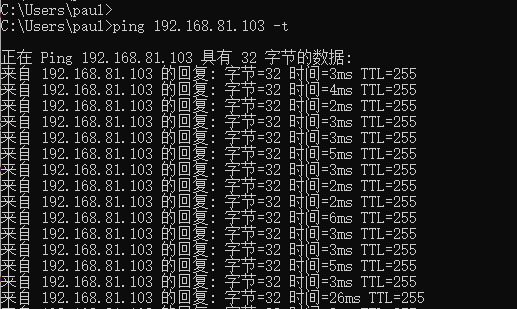 C:\Users\paul>
C:\Users\paul>ping 192.168.81.103 -t
正在 Ping 192.168.81.103 具有 32 字节的数据:
来自 192.168.81.103 的回复: 字节=32 时间=3ms TTL=255
来自 192.168.81.103 的回复: 字节=32 时间=4ms TTL=255
来自 192.168.81.103 的回复: 字节=32 时间=2ms TTL=255
来自 192.168.81.103 的回复: 字节=32 时间=3ms TTL=255
来自 192.168.81.103 的回复: 字节=32 时间=3ms TTL=255
来自 192.168.81.103 的回复: 字节=32 时间=5ms TTL=255
来自 192.168.81.103 的回复: 字节=32 时间=3ms TTL=255
来自 192.168.81.103 的回复: 字节=32 时间=2ms TTL=255
来自 192.168.81.103 的回复: 字节=32 时间=2ms TTL=255
来自 192.168.81.103 的回复: 字节=32 时间=6ms TTL=255
来自 192.168.81.103 的回复: 字节=32 时间=3ms TTL=255
来自 192.168.81.103 的回复: 字节=32 时间=3ms TTL=255
来自 192.168.81.103 的回复: 字节=32 时间=5ms TTL=255
来自 192.168.81.103 的回复: 字节=32 时间=3ms TTL=255
来自 192.168.81.103 的回复: 字节=32 时间=26ms TTL=255